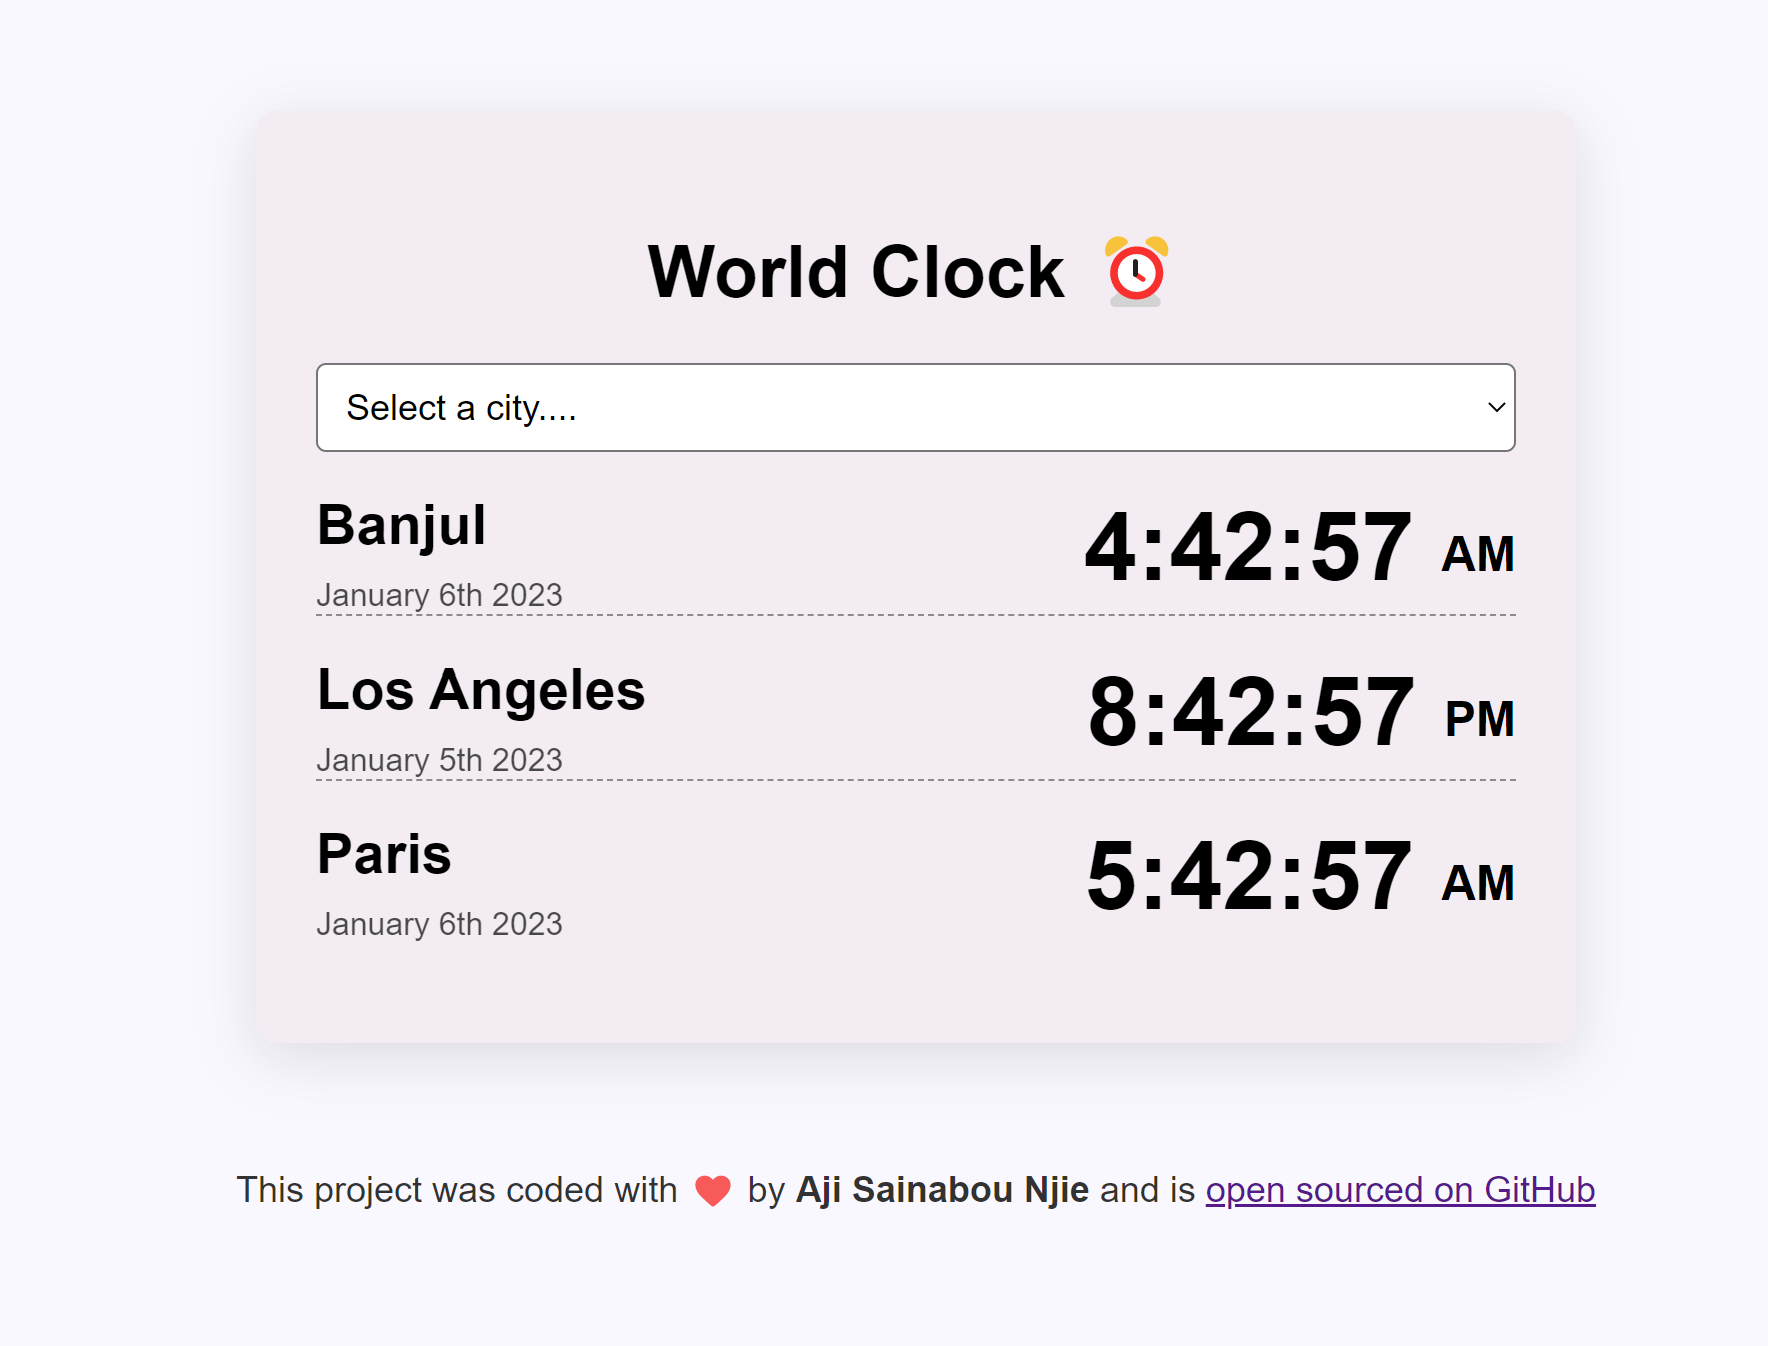 World Clock ⏰
Select a city....
Banjul
4:42:57 AM
January 6th 2023
Los Angeles
8:42:57 PM
January 5th 2023
Paris
5:42:57 AM
January 6th 2023
This project was coded with ❤️ by Aji Sainabou Njie and is open sourced on GitHub